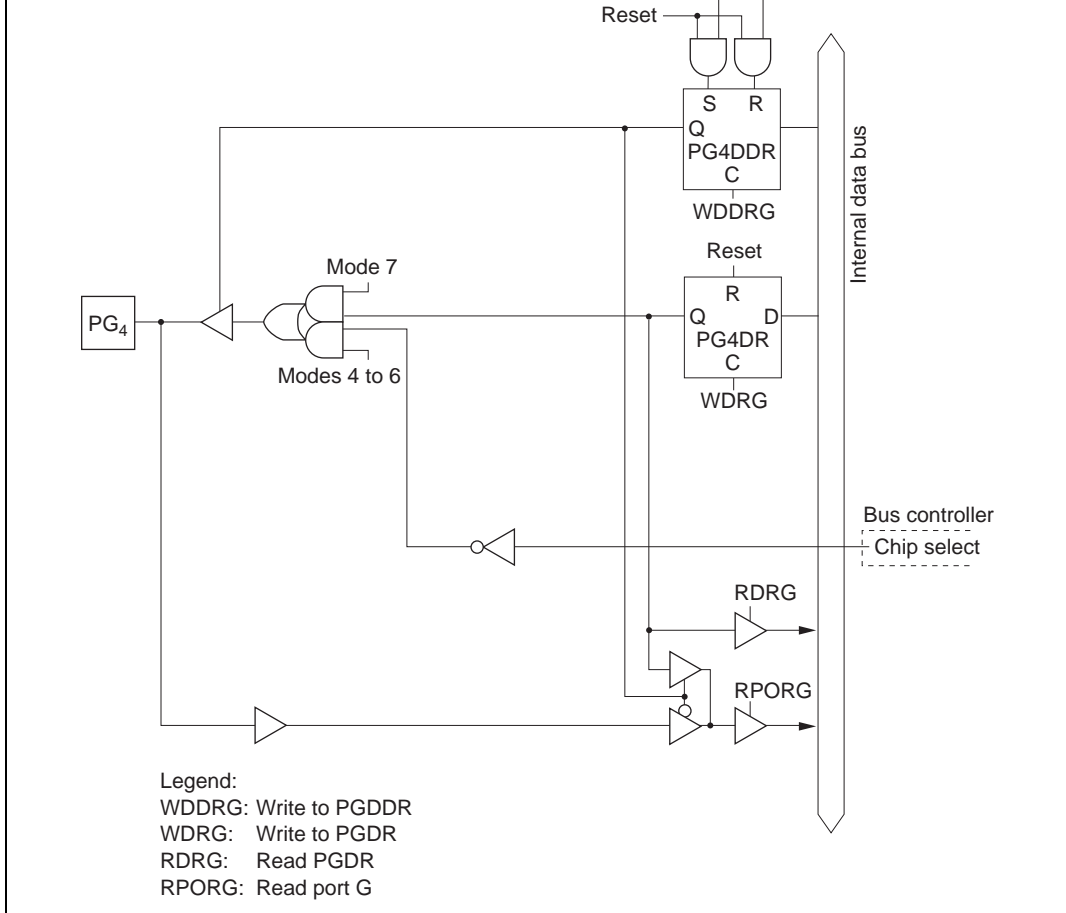 Reset
S R
Q
PG4DDR
C
WDDRG
Internal data bus
Reset
R
Q D
PG4DR
C
WDRG
Mode 7
PG4
Modes 4 to 6
Bus controller
Chip select
RDRG
RPORG
Legend:
WDDRG: Write to PGDDR
WDRG: Write to PGDR
RDRG: Read PGDR
RPORG: Read port G